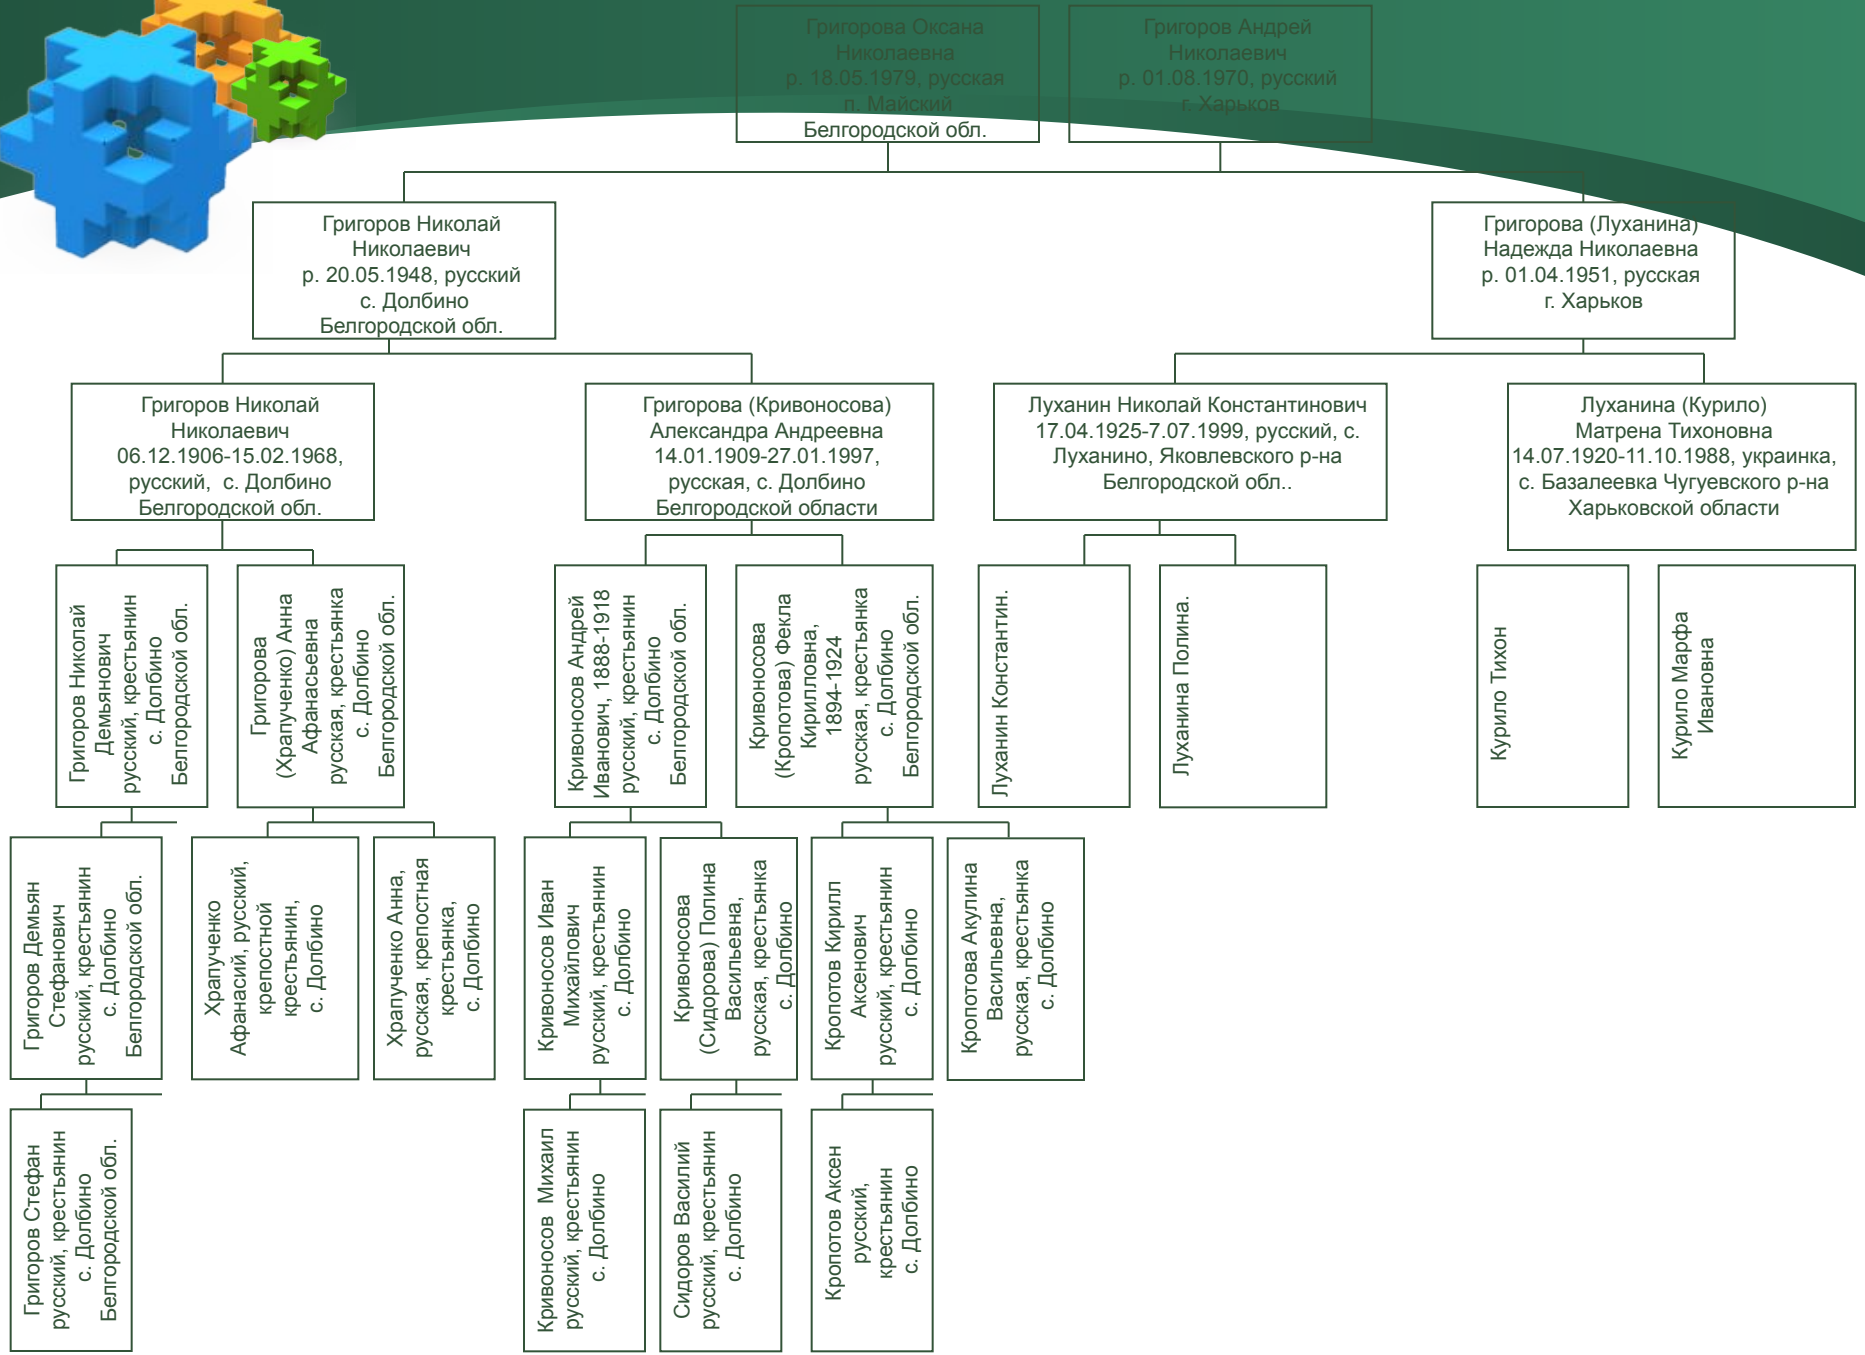 Григорова Оксана
Николаевна
р. 18.05.1979, русская
п. Майский
Белгородской обл.
Григоров Андрей
Николаевич
р. 01.08.1970, русский
г. Харьков
Григоров Николай
Николаевич
р. 20.05.1948, русский
с. Долбино
Белгородской обл.
Григорова (Луханина)
Надежда Николаевна
р. 01.04.1951, русская
г. Харьков
Григоров Николай
Николаевич
06.12.1906-15.02.1968,
русский, с. Долбино
Белгородской обл.
Григорова (Кривоносова)
Александра Андреевна
14.01.1909-27.01.1997,
русская, с. Долбино
Белгородской области
Луханин Николай Константинович
17.04.1925-7.07.1999, русский, с.
Луханино, Яковлевского р-на
Белгородской обл..
Луханина (Курило)
Матрена Тихоновна
14.07.1920-11.10.1988, украинка,
с. Базалеевка Чугуевского р-на
Харьковской области
Григоров Николай
Демьянович
русский, крестьянин
с. Долбино
Белгородской обл.
Григорова
(Храпученко) Анна
Афанасьевна
русская, крестьянка
с. Долбино
Белгородской обл.
Кривоносов Андрей
Иванович, 1888-1918
русский, крестьянин
с. Долбино
Белгородской обл.
Кривоносова
(Кропотова) Фекла
Кирилловна,
1894-1924
русская, крестьянка
с. Долбино
Белгородской обл.
Луханин Константин.
Луханина Полина.
Курило Тихон
Курило Марфа
Ивановна
Григоров Демьян
Стефанович
русский, крестьянин
с. Долбино
Белгородской обл.
Храпученко
Афанасий, русский,
крепостной
крестьянин,
с. Долбино
Храпученко Анна,
русская, крепостная
крестьянка,
с. Долбино
Кривоносов Иван
Михайлович
русский, крестьянин
с. Долбино
Кривоносова
(Сидорова) Полина
Васильевна,
русская, крестьянка
с. Долбино
Кропотов Кирилл
Аксенович
русский, крестьянин
с. Долбино
Кропотова Акулина
Васильевна,
русская, крестьянка
с. Долбино
Григоров Стефан
русский, крестьянин
с. Долбино
Белгородской обл.
Кривоносов Михаил
русский, крестьянин
с. Долбино
Сидоров Василий
русский, крестьянин
с. Долбино
Кропотов Аксен
русский,
крестьянин
с. Долбино